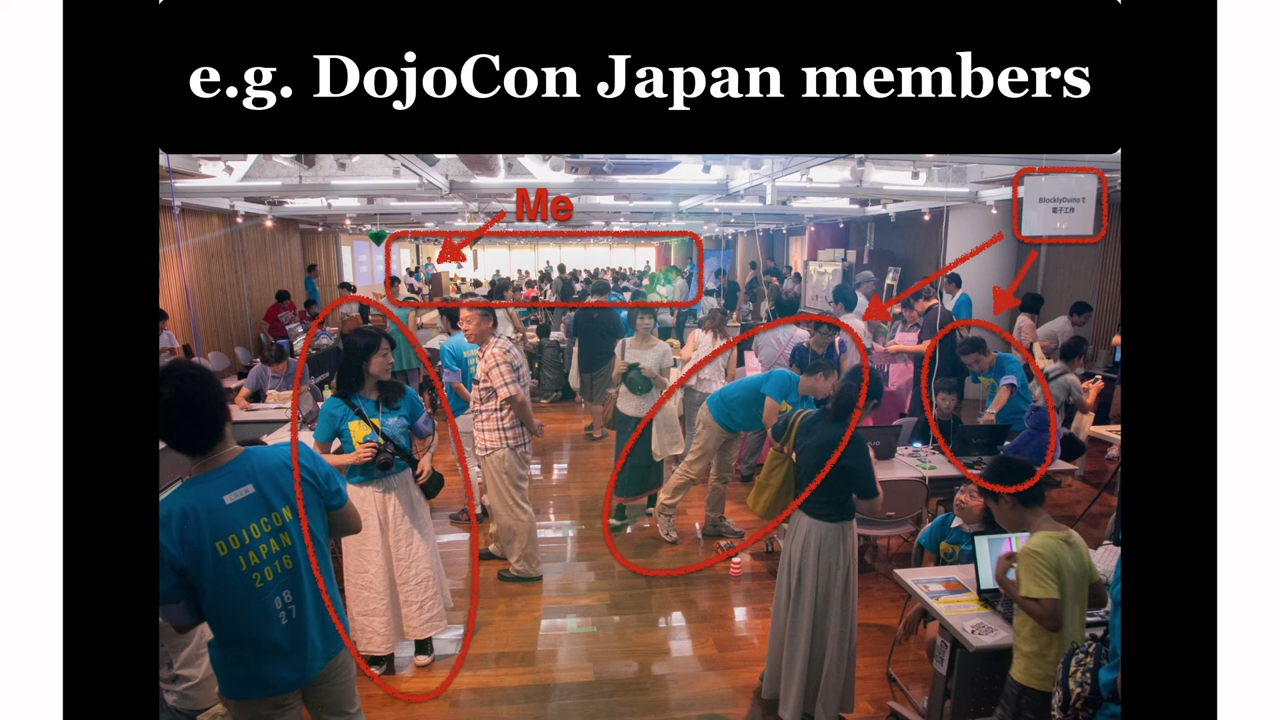 e.g. DojoCon Japan members
Me
BlocklyDuinoで
電子工作
CREW
DOJOCON
JAPAN
2016
08
27